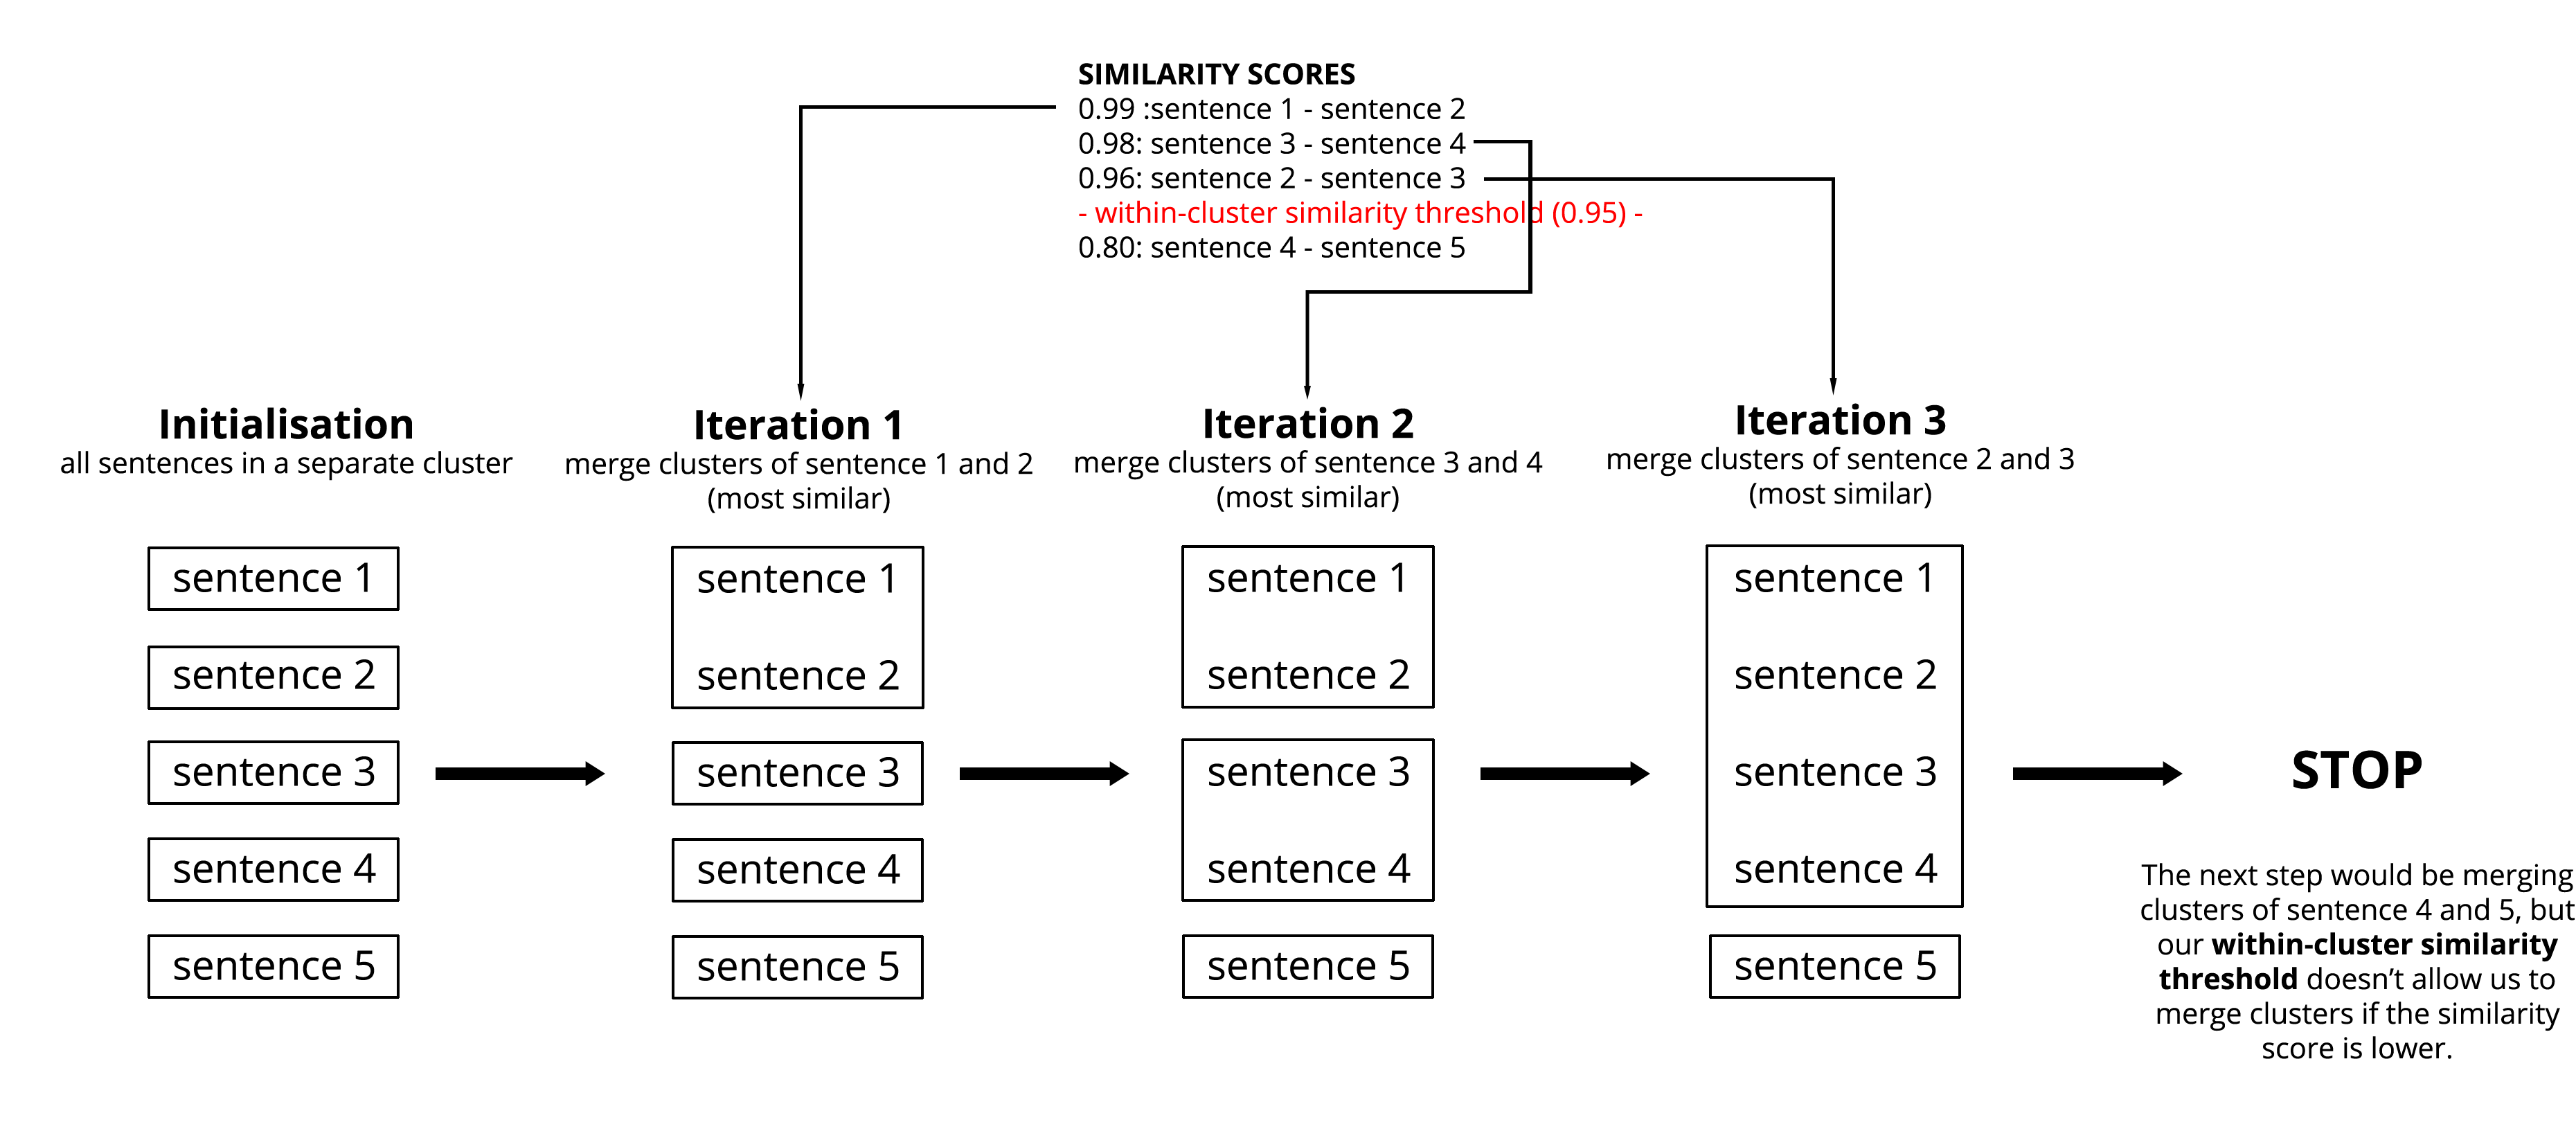 SIMILARITY SCORES
0.99 :sentence 1 - sentence 2
0.98: sentence 3 - sentence 4
0.96: sentence 2 - sentence 3
- within-cluster similarity threshold (0.95) -
0.80: sentence 4 - sentence 5
Initialisation
all sentences in a separate cluster
sentence 1
sentence 2
sentence 3
sentence 4
sentence 5
Iteration 1
merge clusters of sentence 1 and 2
(most similar)
sentence 1
sentence 2
sentence 3
sentence 4
sentence 5
Iteration 2
merge clusters of sentence 3 and 4
(most similar)
sentence 1
sentence 2
sentence 3
sentence 4
sentence 5
Iteration 3
merge clusters of sentence 2 and 3
(most similar)
sentence 1
sentence 2
sentence 3
sentence 4
sentence 5
STOP
The next step would be merging
clusters of sentence 4 and 5, but
our within-cluster similarity
threshold doesn’t allow us to
merge clusters if the similarity
score is lower.